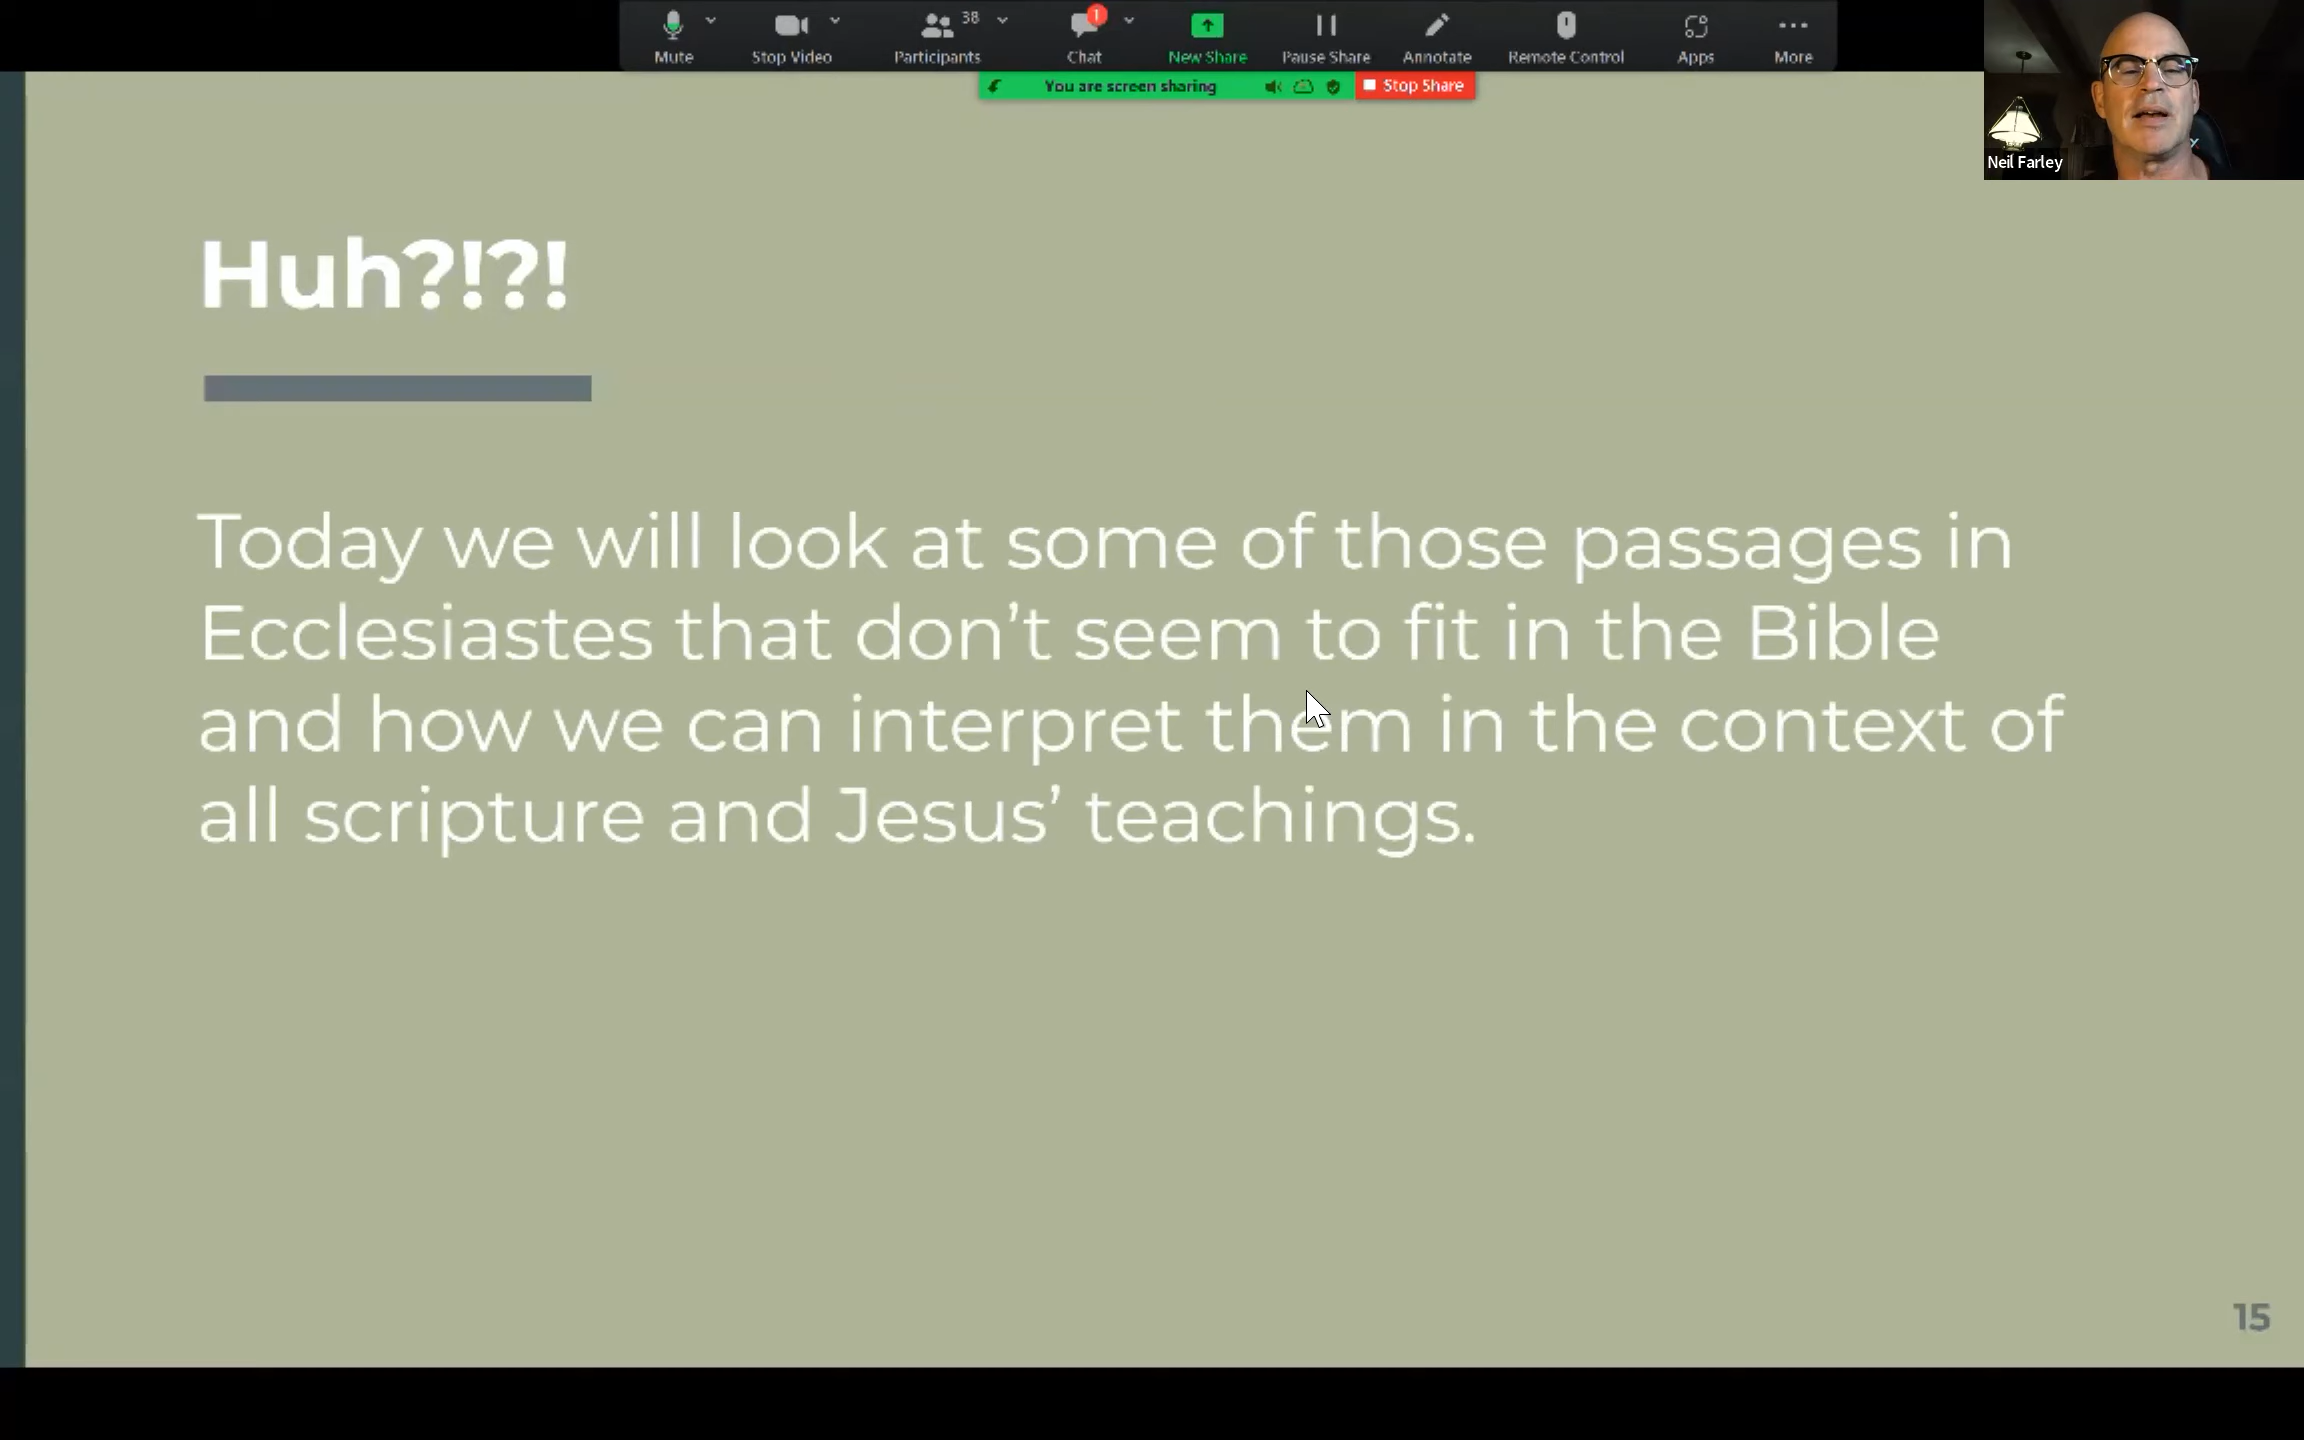 Mute
Stop Video
Participants
38
Chat
1
New Share
Pause Share
Annotate
Remote Control
Apps
More
You are screen sharing
Stop Share
Neil Farley
Huh?!?!
Today we will look at some of those passages in
Ecclesiastes that don’t seem to fit in the Bible
and how we can interpret them in the context of
all scripture and Jesus’ teachings.
15